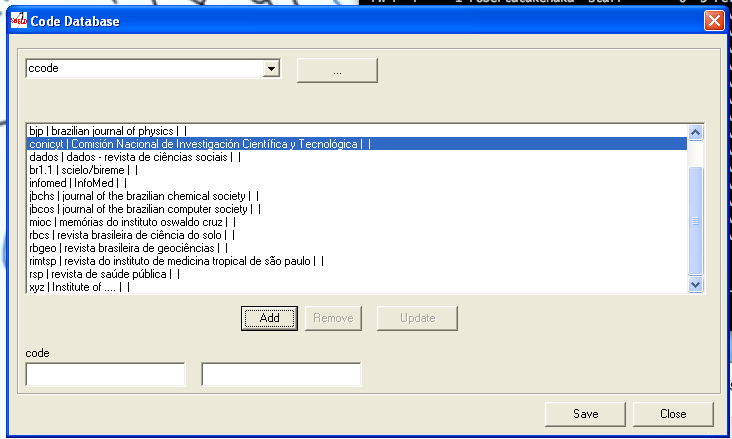 Code Database
ccode
...
bjp | brazilian journal of physics | |
conicyt | Comisión Nacional de Investigación Científica y Tecnológica | |
dados | dados - revista de ciências sociais | |
br1.1 | scielo/bireme | |
infomed | InfoMed | |
jbchs | journal of the brazilian chemical society | |
jbcos | journal of the brazilian computer society | |
mioc | memórias do instituto oswaldo cruz | |
rbcs | revista brasileira de ciência do solo | |
rbgeo | revista brasileira de geociências | |
rimtsp | revista do instituto de medicina tropical de são paulo | |
rsp | revista de saúde pública | |
xyz | Institute of .... | |
Add Remove Update
code
Save Close